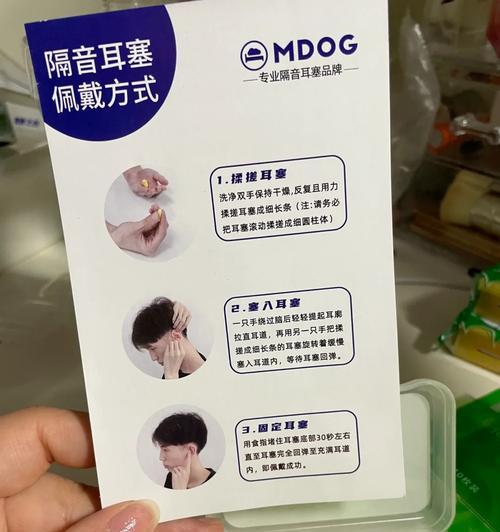 隔音耳塞
佩戴方式
MDOG
专业隔音耳塞品牌
1.揉搓耳塞
洗净双手保持干燥,反复且用力
揉搓耳塞成细长条（注:请务必
把耳塞滚动揉搓成细圆柱体）
2.塞入耳塞
一只手绕过脑后轻轻提起耳廓
拉直耳道，再用另一只手把揉
搓成细长条的耳塞旋转着缓慢
塞入耳道内，等待耳塞回弹。
3.固定耳塞
用食指堵住耳塞底部30秒左右
直至耳塞完全回弹至充满耳道
内，即佩戴成功。